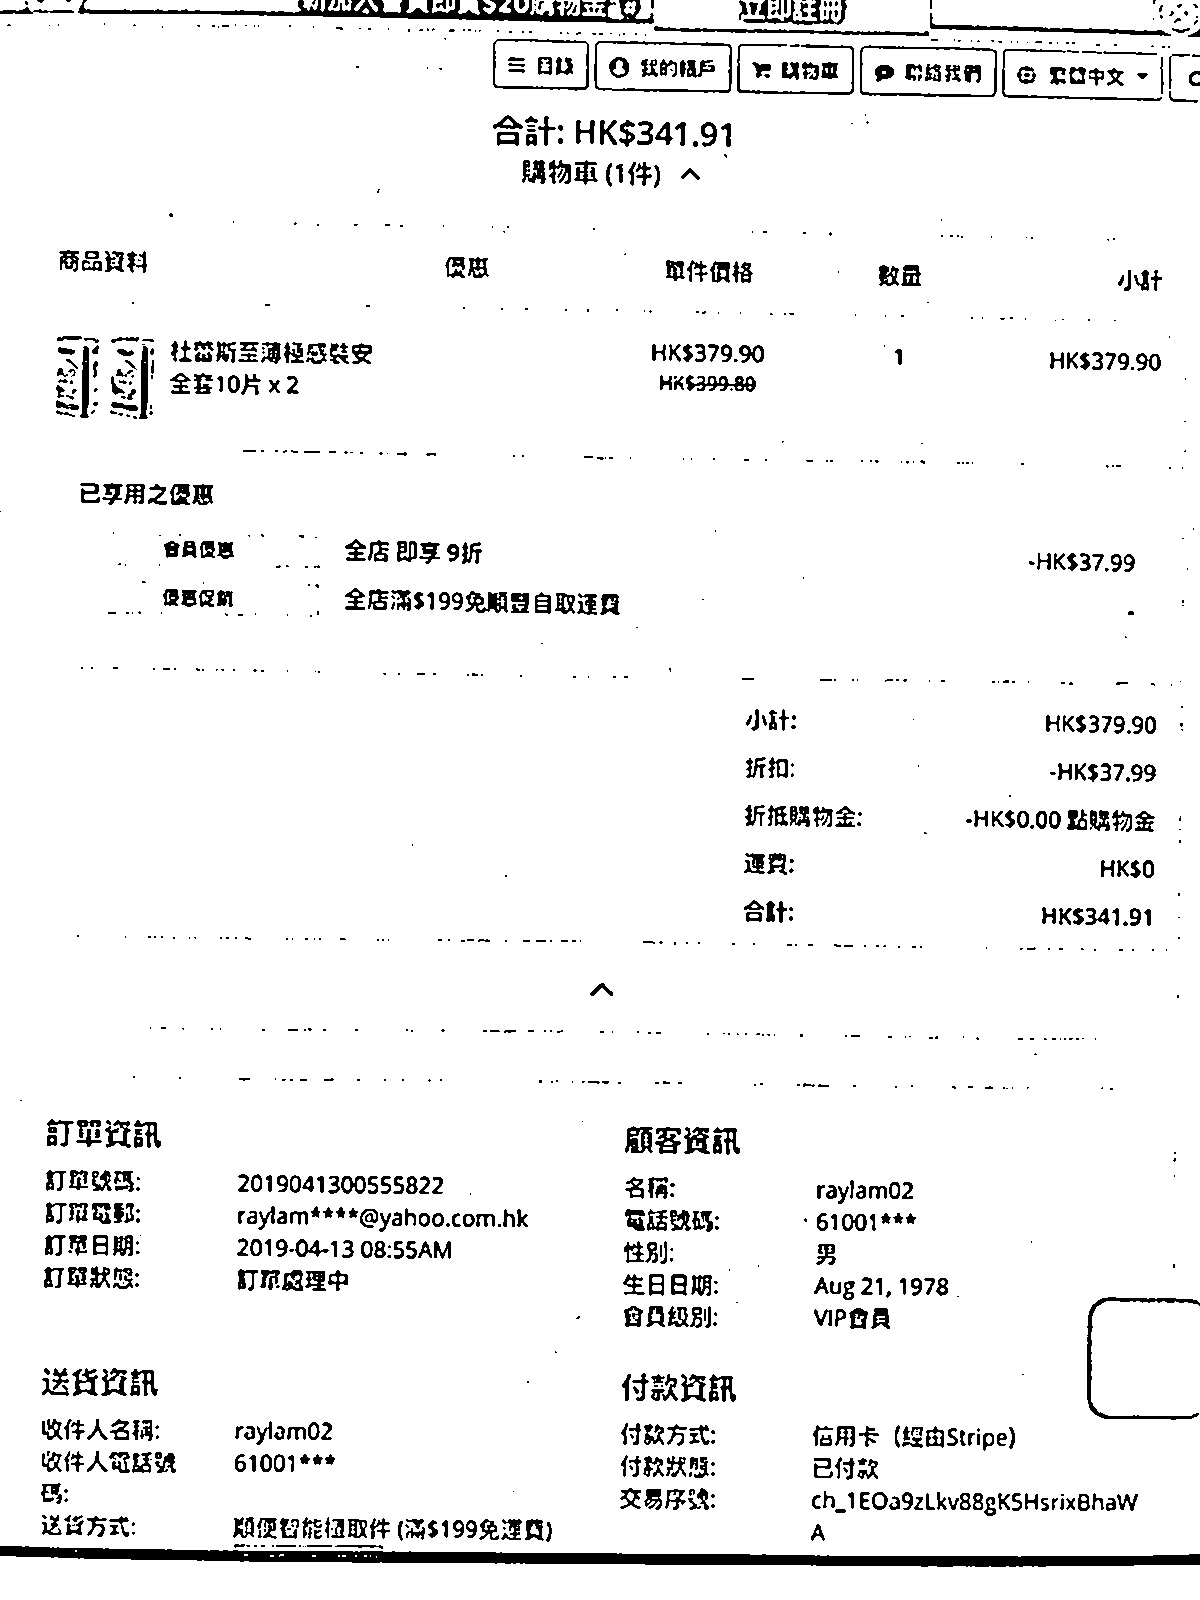 新加入會員即賞$20購物金 立即註冊
目錄 我的帳戶 購物車 聯絡我們 繁體中文
合計: HK$341.91
購物車 (1件)
商品資料 優惠 單件價格 數量 小計
杜蕾斯至薄極感裝安 HK$379.90 1 HK$379.90
全套10片 x 2 HK$399.80
已享用之優惠
會員優惠 全店 即享 9折 -HK$37.99
優惠促銷 全店滿$199免順豐自取運費 -
小計: HK$379.90
折扣: -HK$37.99
折抵購物金: -HK$0.00 點購物金
運費: HK$0
合計: HK$341.91
訂單資訊
訂單號碼: 2019041300555822
訂單電郵: raylam****@yahoo.com.hk
訂單日期: 2019-04-13 08:55AM
訂單狀態: 訂單處理中
顧客資訊
名稱: raylam02
電話號碼: 61001***
性別: 男
生日日期: Aug 21, 1978
會員級別: VIP會員
送貨資訊
收件人名稱: raylam02
收件人電話號 61001***
碼:
送貨方式: 順便智能櫃取件 (滿$199免運費)
付款資訊
付款方式: 信用卡 (經由Stripe)
付款狀態: 已付款
交易序號: ch_1EOa9zLkv88gK5HsrixBhaW
A